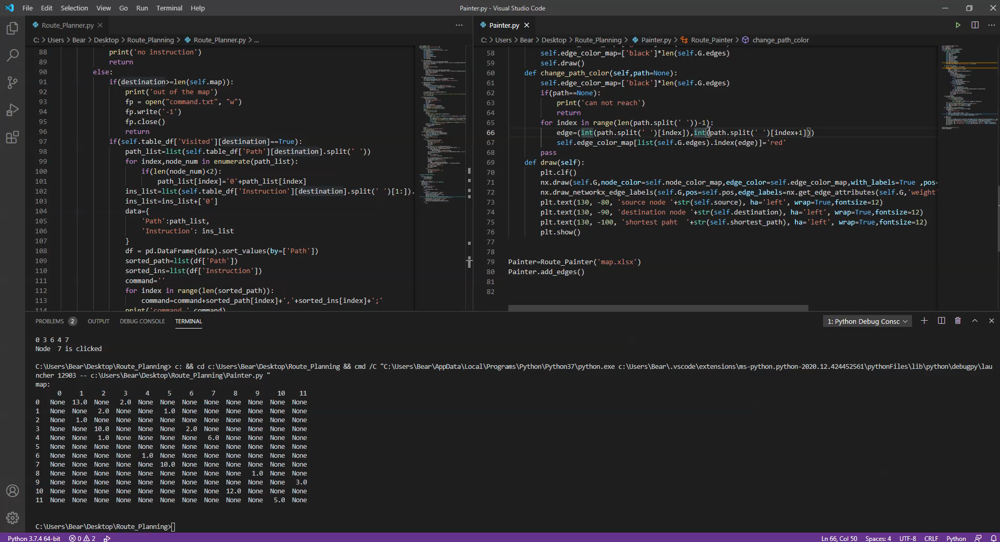 File Edit Selection View Go Run Terminal Help
Painter.py - Visual Studio Code
Route_Planner.py
C: > Users > Bear > Desktop > Route_Planning > Route_Planner.py > ...
88 print('no instruction')
89 return
90 else:
91 if(destination>=len(self.map)):
92 print('out of the map')
93 fp = open("command.txt", "w")
94 fp.write('-1')
95 fp.close()
96 return
97 if(self.table_df['Visited'][destination]==True):
98 path_list=list(self.table_df['Path'][destination].split(' '))
99 for index,node_num in enumerate(path_list):
100 if(len(node_num)<2):
101 path_list[index]='0'+path_list[index]
102 ins_list=list(self.table_df['Instruction'][destination].split(' ')[1:]).
103 ins_list=ins_list+['0']
104 data={
105 'Path':path_list,
106 'Instruction': ins_list
107 }
108 df = pd.DataFrame(data).sort_values(by=['Path'])
109 sorted_path=list(df['Path'])
110 sorted_ins=list(df['Instruction'])
111 command=''
112 for index in range(len(sorted_path)):
113 command=command+sorted_path[index]+','+sorted_ins[index]+';'
114 print('command ',command)
Painter.py
C: > Users > Bear > Desktop > Route_Planning > Painter.py > Route_Painter > change_path_color
58 self.edge_color_map=['black']*len(self.G.edges)
59 self.draw()
60 def change_path_color(self,path=None):
61 self.edge_color_map=['black']*len(self.G.edges)
62 if(path==None):
63 print('can not reach')
64 return
65 for index in range(len(path.split(' '))-1):
66 edge=(int(path.split(' ')[index]),int(path.split(' ')[index+1]))
67 self.edge_color_map[list(self.G.edges).index(edge)]='red'
68 pass
69 def draw(self):
70 plt.clf()
71 nx.draw(self.G,node_color=self.node_color_map,edge_color=self.edge_color_map,with_labels=True ,pos=
72 nx.draw_networkx_edge_labels(self.G,pos=self.pos,edge_labels=nx.get_edge_attributes(self.G,'weight'
73 plt.text(130, -80, 'source node '+str(self.source), ha='left', wrap=True,fontsize=12)
74 plt.text(130, -90, 'destination node '+str(self.destination), ha='left', wrap=True,fontsize=12)
75 plt.text(130, -100, 'shortest paht  '+str(self.shortest_path), ha='left', wrap=True,fontsize=12)
76 plt.show()
77
78
79 Painter=Route_Painter('map.xlsx')
80 Painter.add_edges()
81
82
PROBLEMS 2 OUTPUT DEBUG CONSOLE TERMINAL
1: Python Debug Consc
0 3 6 4 7
Node  7 is clicked
C:\Users\Bear\Desktop\Route_Planning> c: && cd c:\Users\Bear\Desktop\Route_Planning && cmd /C "C:\Users\Bear\AppData\Local\Programs\Python\Python37\python.exe c:\Users\Bear\.vscode\extensions\ms-python.python-2020.12.424452561\pythonFiles\lib\python\debugpy\lau
ncher 12903 -- c:\Users\Bear\Desktop\Route_Planning\Painter.py "
map:
0 1 2 3 4 5 6 7 8 9 10 11
0 None 13.0 None 2.0 None None None None None None None None
1 None None 2.0 None None 1.0 None None None None None None
2 None 1.0 None None None None None None None None None None
3 None None 10.0 None None None 2.0 None None None None None
4 None None 1.0 None None None None 6.0 None None None None
5 None None None None None None None None None None None None
6 None None None None 1.0 None None None None None None None
7 None None None None None 10.0 None None None None None None
8 None None None None None None None None None 1.0 None None
9 None None None None None None None None None None None 3.0
10 None None None None None None None None 12.0 None None None
11 None None None None None None None None None None 5.0 None
C:\Users\Bear\Desktop\Route_Planning>
Python 3.7.4 64-bit 0 2
Ln 66, Col 50 Spaces: 4 UTF-8 CRLF Python